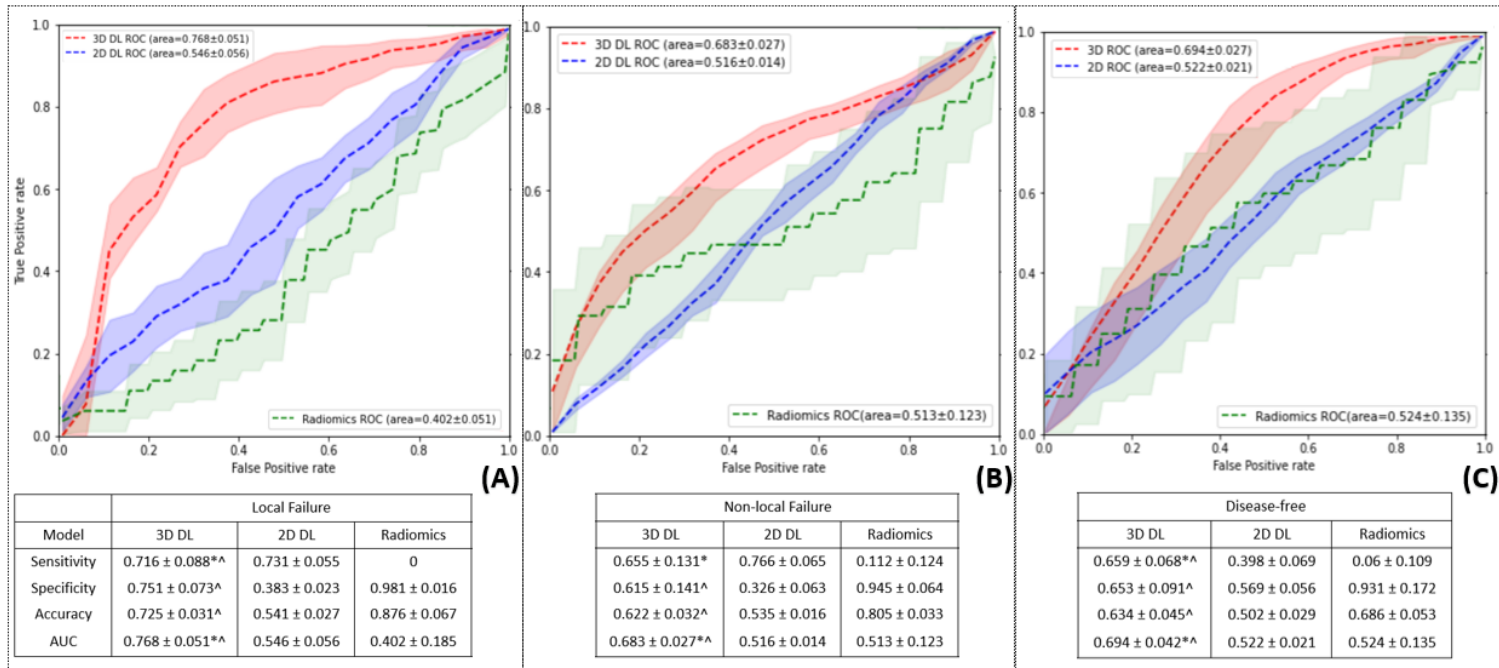 3D DL ROC (area=0.768±0.051)
2D DL ROC (area=0.546±0.056)
1.0
0.8
0.6
0.4
0.2
0.0
True Positive rate
Radiomics ROC (area=0.402±0.051)
0.0 0.2 0.4 0.6 0.8 1.0
False Positive rate
(A)
3D DL ROC (area=0.683±0.027)
2D DL ROC (area=0.516±0.014)
1.0
0.8
0.6
0.4
0.2
0.0
Radiomics ROC(area=0.513±0.123)
0.0 0.2 0.4 0.6 0.8 1.0
False Positive rate
(B)
3D ROC (area=0.694±0.027)
2D ROC (area=0.522±0.021)
1.0
0.8
0.6
0.4
0.2
0.0
Radiomics ROC(area=0.524±0.135)
0.0 0.2 0.4 0.6 0.8 1.0
False Positive rate
(C)
Local Failure
Model 3D DL 2D DL Radiomics
Sensitivity 0.716 ± 0.088*^ 0.731 ± 0.055 0
Specificity 0.751 ± 0.073^ 0.383 ± 0.023 0.981 ± 0.016
Accuracy 0.725 ± 0.031^ 0.541 ± 0.027 0.876 ± 0.067
AUC 0.768 ± 0.051*^ 0.546 ± 0.056 0.402 ± 0.185
Non-local Failure
3D DL 2D DL Radiomics
0.655 ± 0.131* 0.766 ± 0.065 0.112 ± 0.124
0.615 ± 0.141^ 0.326 ± 0.063 0.945 ± 0.064
0.622 ± 0.032^ 0.535 ± 0.016 0.805 ± 0.033
0.683 ± 0.027*^ 0.516 ± 0.014 0.513 ± 0.123
Disease-free
3D DL 2D DL Radiomics
0.659 ± 0.068*^ 0.398 ± 0.069 0.06 ± 0.109
0.653 ± 0.091^ 0.569 ± 0.056 0.931 ± 0.172
0.634 ± 0.045^ 0.502 ± 0.029 0.686 ± 0.053
0.694 ± 0.042*^ 0.522 ± 0.021 0.524 ± 0.135